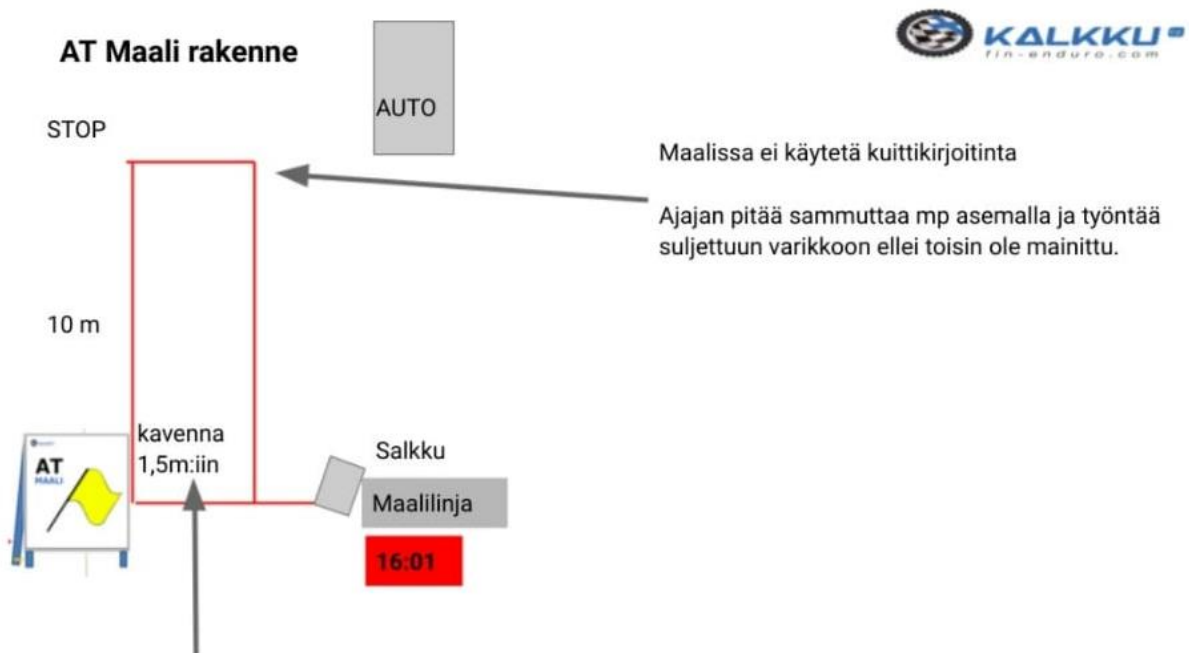 AT Maali rakenne
KALKKU
fin-enduro.com
AUTO
STOP
Maalissa ei käytetä kuittikirjoitinta
Ajajan pitää sammuttaa mp asemalla ja työntää
suljettuun varikkoon ellei toisin ole mainittu.
10 m
kavenna
1,5m:iin
AT
MAALI
Salkku
Maalilinja
16:01